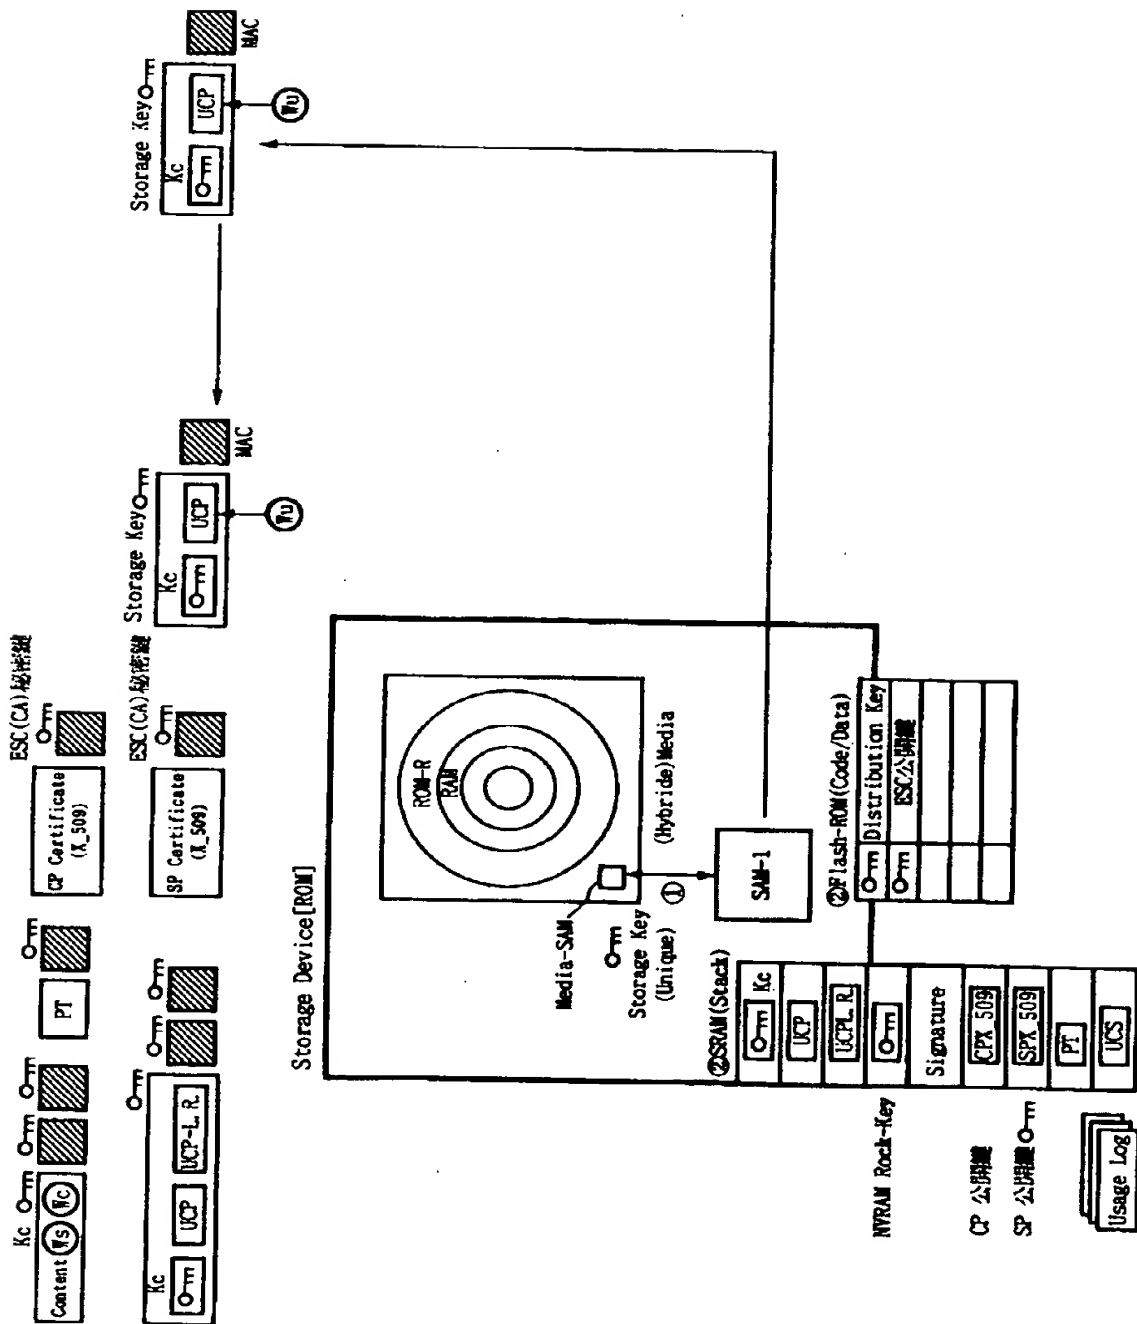 Kc
Content
Ws
Wc
PT
CP Certificate
(X_509)
ESC(CA)秘密鍵
Kc
UCP
UCP-L.R.
SP Certificate
(X_509)
ESC(CA)秘密鍵
Storage Key
Kc
UCP
MAC
Wu
Storage Key
Kc
UCP
MAC
Wu
Storage Device[ROM]
ROM-R
RAM
(Hybride)Media
Media-SAM
Storage Key
(Unique)
①
SAM-1
②SRAM(Stack)
Kc
UCP
UCPL.R.
Signature
CPX_509
SPX_509
PT
UCS
②Flash-ROM(Code/Data)
Distribution Key
ESC公開鍵
NVRAM Rock-Key
CP 公開鍵
SP 公開鍵
Usage Log